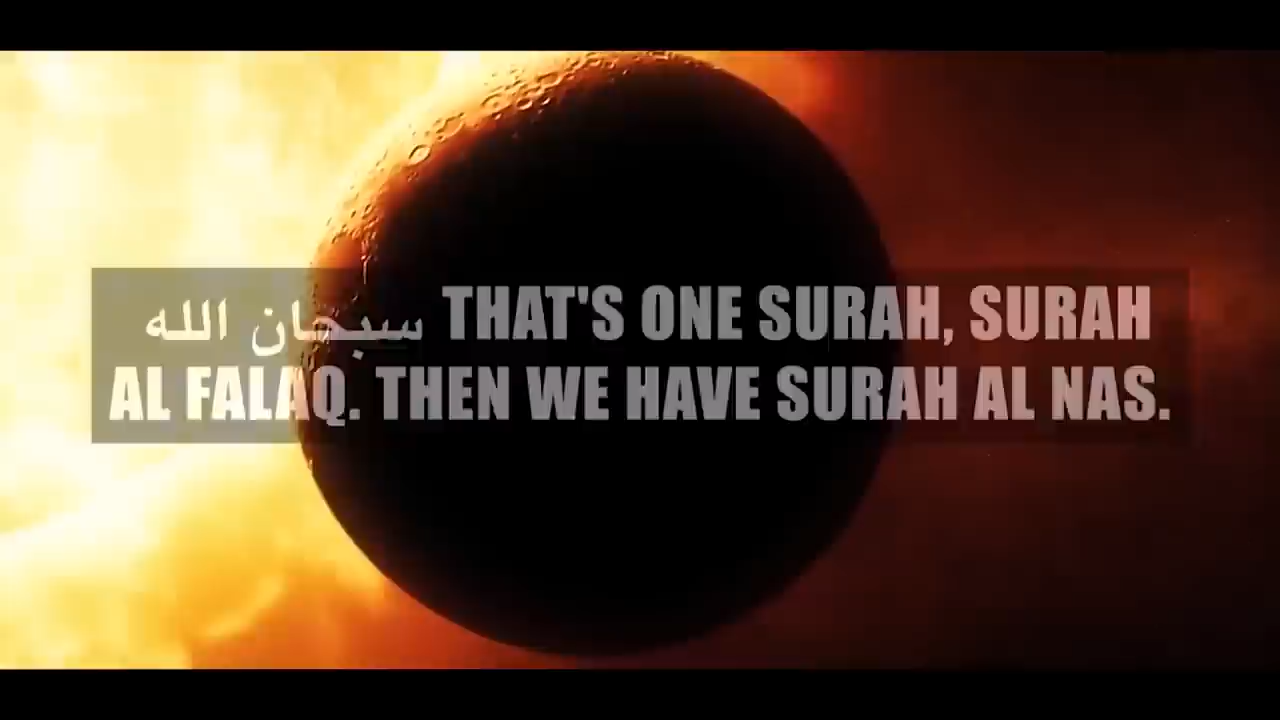 سبحان الله THAT'S ONE SURAH, SURAH
AL FALAQ. THEN WE HAVE SURAH AL NAS.